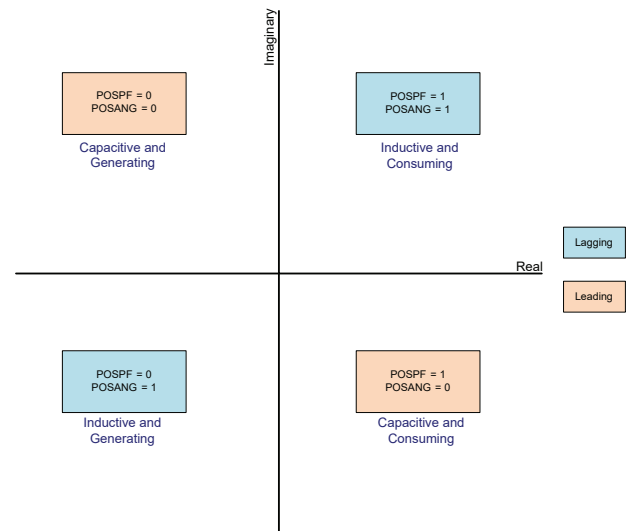 Imaginary
POSPF = 0
POSANG = 0
Capacitive and
Generating
POSPF = 1
POSANG = 1
Inductive and
Consuming
Lagging
Real
Leading
POSPF = 0
POSANG = 1
Inductive and
Generating
POSPF = 1
POSANG = 0
Capacitive and
Consuming